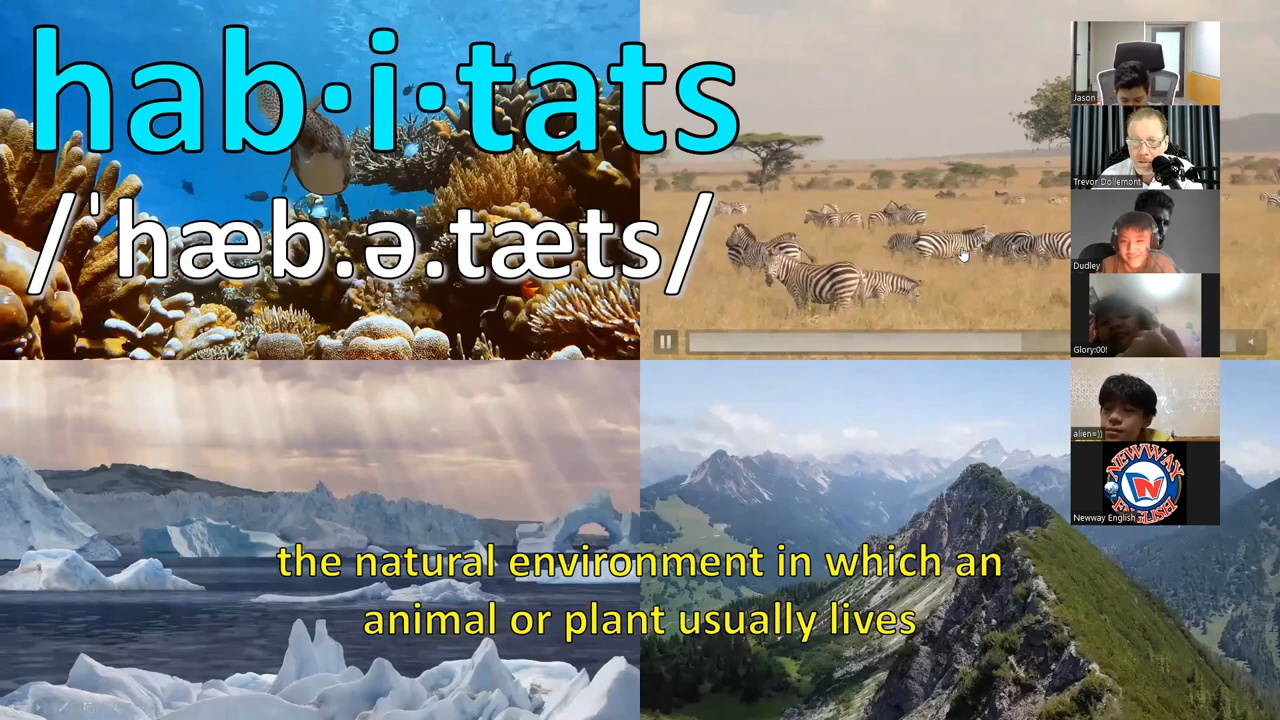 hab·i·tats
/ˈhæb.ə.tæts/
the natural environment in which an
animal or plant usually lives
Jason
Trevor Dollemont
Dudley
Glory:00!
alien=))
NEWWAY
N
ENGLISH
Newway English